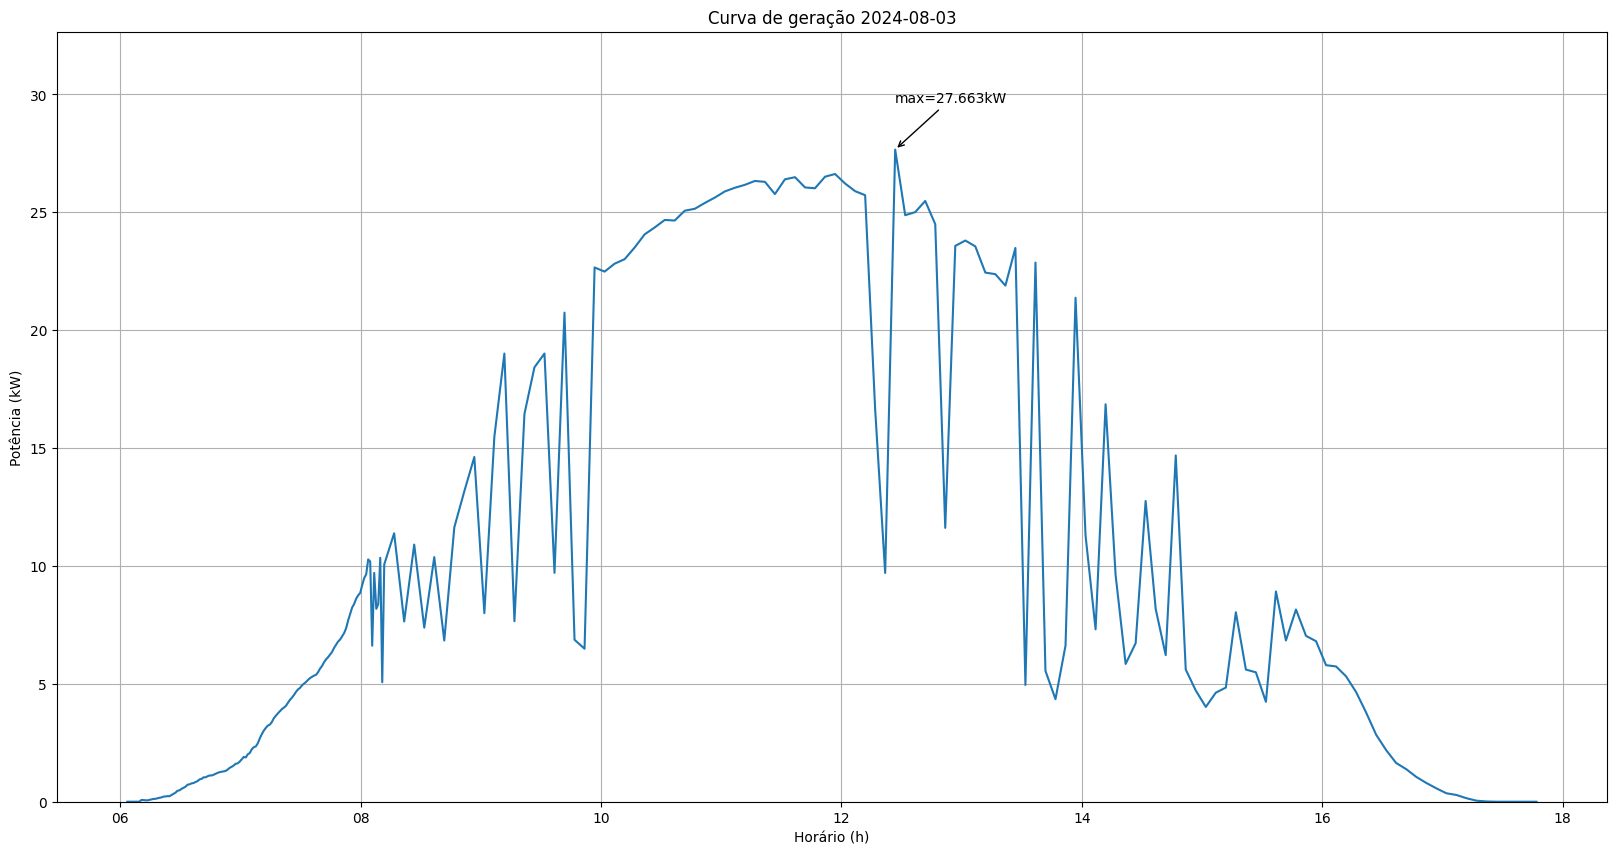 Curva de geração 2024-08-03
max=27.663kW
30
25
20
15
10
5
0
Potência (kW)
06 08 10 12 14 16 18
Horário (h)